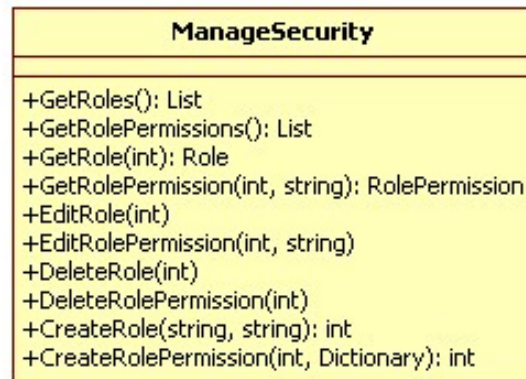 ManageSecurity
+GetRoles(): List
+GetRolePermissions(): List
+GetRole(int): Role
+GetRolePermission(int, string): RolePermission
+EditRole(int)
+EditRolePermission(int, string)
+DeleteRole(int)
+DeleteRolePermission(int)
+CreateRole(string, string): int
+CreateRolePermission(int, Dictionary): int